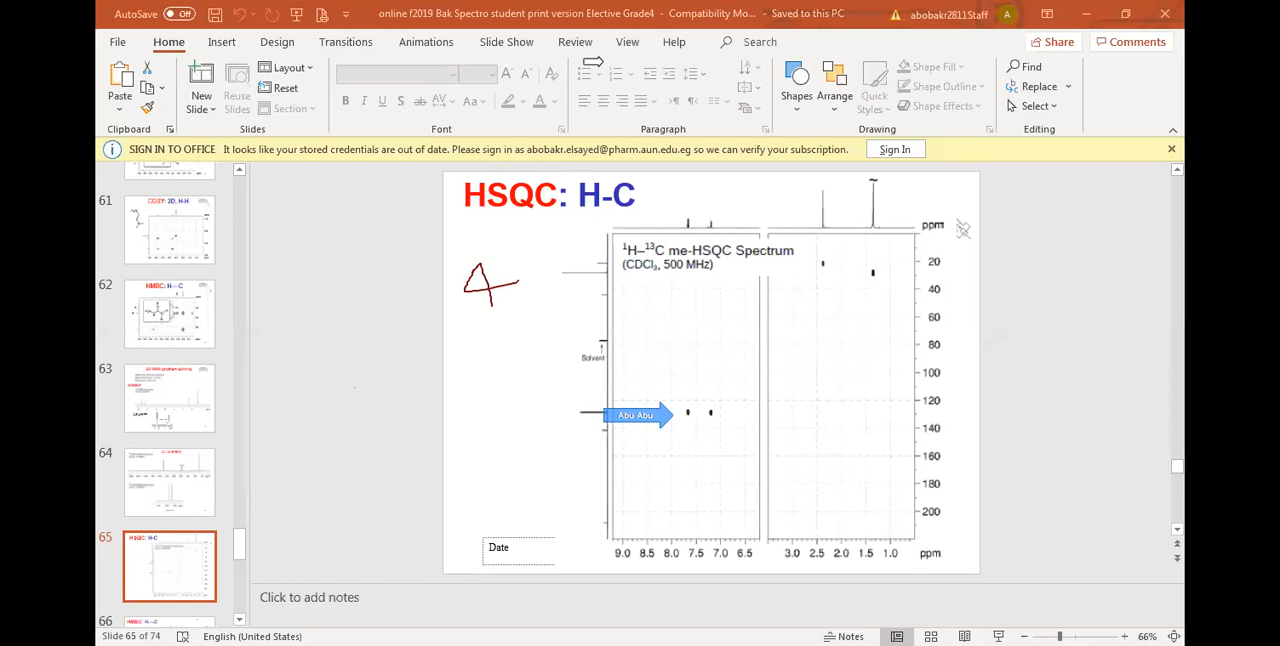 AutoSave Off
online f2019 Bak Spectro student print version Elective Grade4 - Compatibility Mo... - Saved to this PC
abobakr2811Staff A
File Home Insert Design Transitions Animations Slide Show Review View Help Search Share Comments
Paste
New Slide
Reuse Slides
Layout
Reset
Section
B I U S ab AV Aa A
Shapes Arrange
Quick Styles
Shape Fill
Shape Outline
Shape Effects
Find
Replace
Select
Clipboard Slides Font Paragraph Drawing Editing
SIGN IN TO OFFICE It looks like your stored credentials are out of date. Please sign in as abobakr.elsayed@pharm.aun.edu.eg so we can verify your subscription. Sign In
61
COSY: 2D, H-H
62
HMBC: H---C
63
64
65
HSQC: H-C
66
HMBC: H---C
HSQC: H-C
4
¹H–¹³C me-HSQC Spectrum
(CDCl₃, 500 MHz)
Solvent
Abu Abu
ppm
20
40
60
80
100
120
140
160
180
200
9.0 8.5 8.0 7.5 7.0 6.5 3.0 2.5 2.0 1.5 1.0 ppm
Date
Click to add notes
Slide 65 of 74 English (United States) Notes 66%